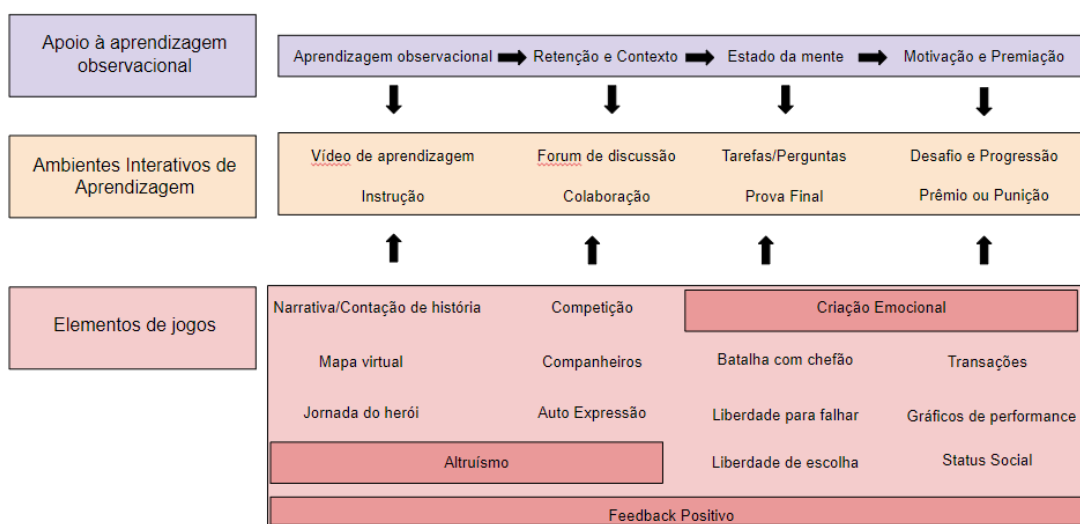 Apoio à aprendizagem
observacional
Aprendizagem observacional
Retenção e Contexto
Estado da mente
Motivação e Premiação
Ambientes Interativos de
Aprendizagem
Vídeo de aprendizagem
Forum de discussão
Tarefas/Perguntas
Desafio e Progressão
Instrução
Colaboração
Prova Final
Prêmio ou Punição
Elementos de jogos
Narrativa/Contação de história
Competição
Criação Emocional
Mapa virtual
Companheiros
Batalha com chefão
Transações
Jornada do herói
Auto Expressão
Liberdade para falhar
Gráficos de performance
Altruísmo
Liberdade de escolha
Status Social
Feedback Positivo